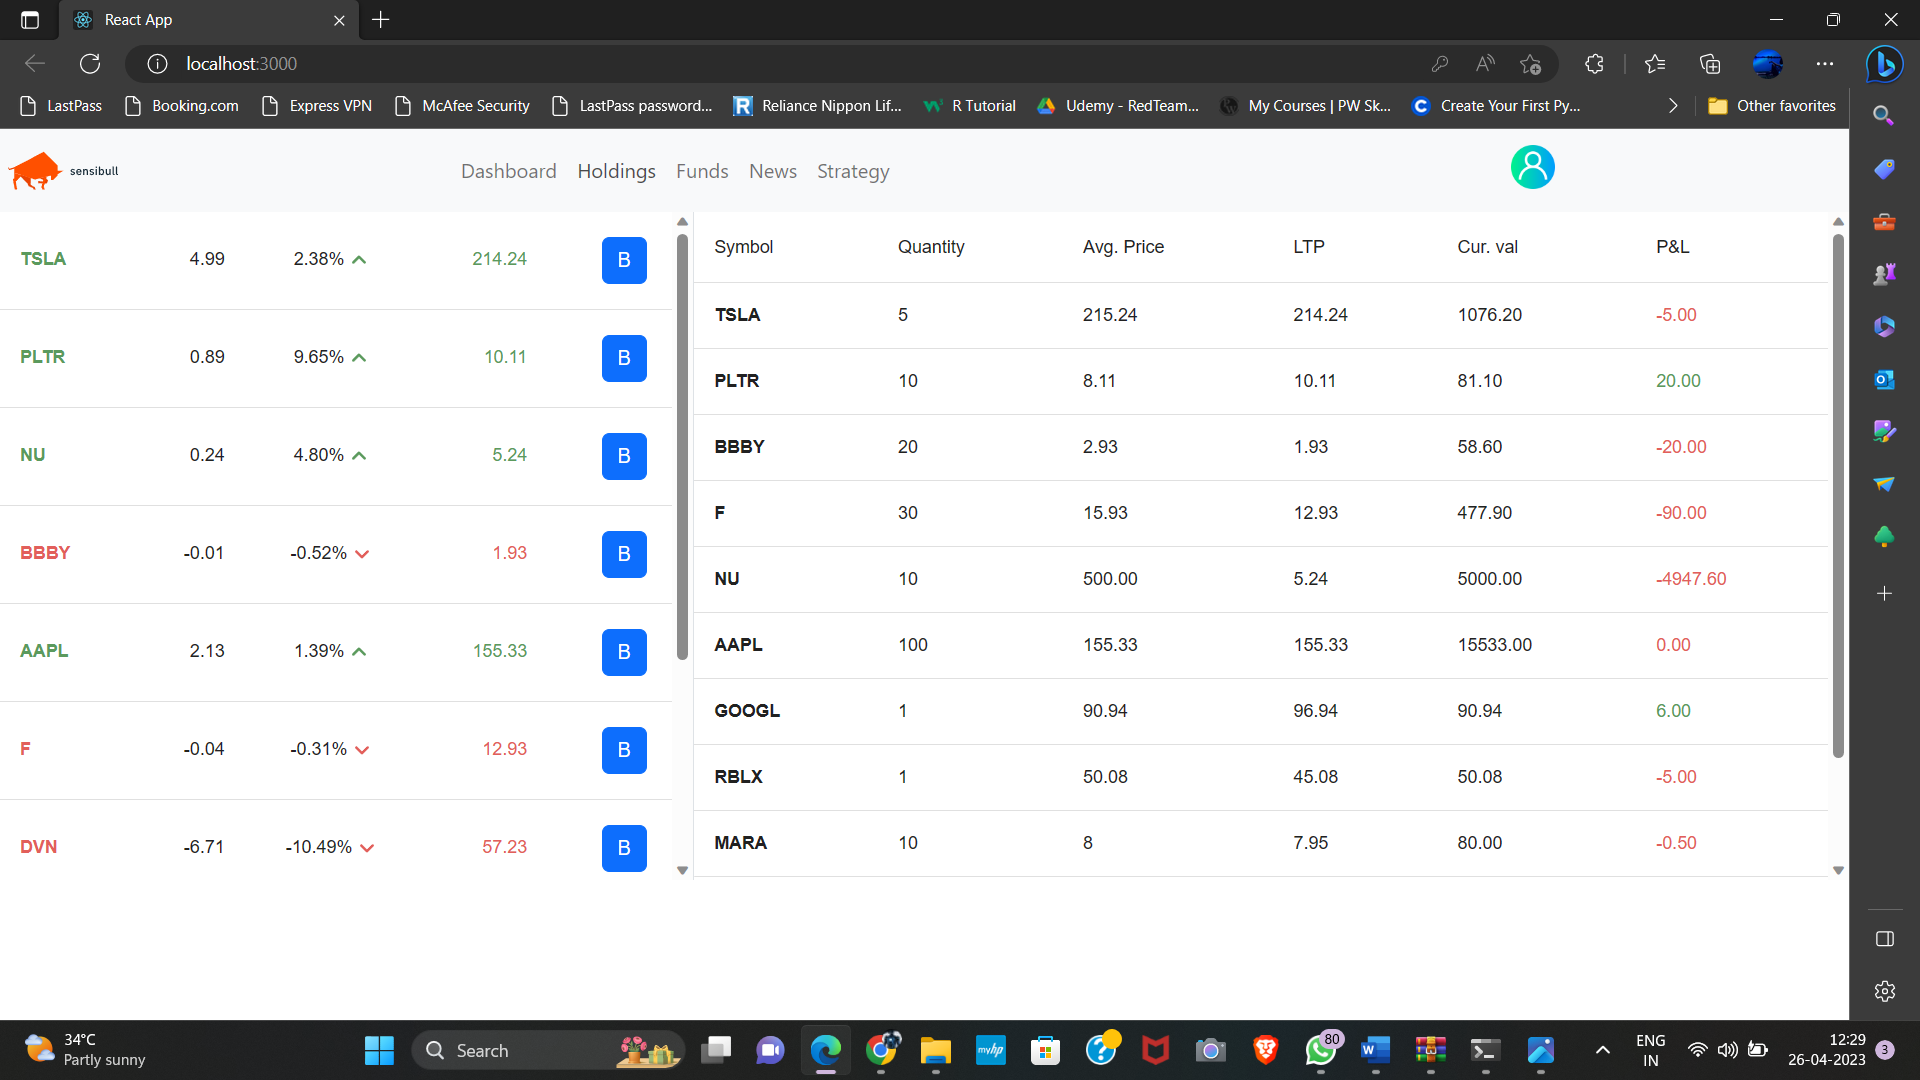 React App
localhost:3000
LastPass Booking.com Express VPN McAfee Security LastPass password... Reliance Nippon Lif... R Tutorial Udemy - RedTeam... My Courses | PW Sk... Create Your First Py... Other favorites
sensibull Dashboard Holdings Funds News Strategy
TSLA 4.99 2.38% 214.24 B
PLTR 0.89 9.65% 10.11 B
NU 0.24 4.80% 5.24 B
BBBY -0.01 -0.52% 1.93 B
AAPL 2.13 1.39% 155.33 B
F -0.04 -0.31% 12.93 B
DVN -6.71 -10.49% 57.23 B
Symbol Quantity Avg. Price LTP Cur. val P&L
TSLA 5 215.24 214.24 1076.20 -5.00
PLTR 10 8.11 10.11 81.10 20.00
BBBY 20 2.93 1.93 58.60 -20.00
F 30 15.93 12.93 477.90 -90.00
NU 10 500.00 5.24 5000.00 -4947.60
AAPL 100 155.33 155.33 15533.00 0.00
GOOGL 1 90.94 96.94 90.94 6.00
RBLX 1 50.08 45.08 50.08 -5.00
MARA 10 8 7.95 80.00 -0.50
34°C
Partly sunny
Search
myhp
80
ENG
IN
12:29
26-04-2023
3